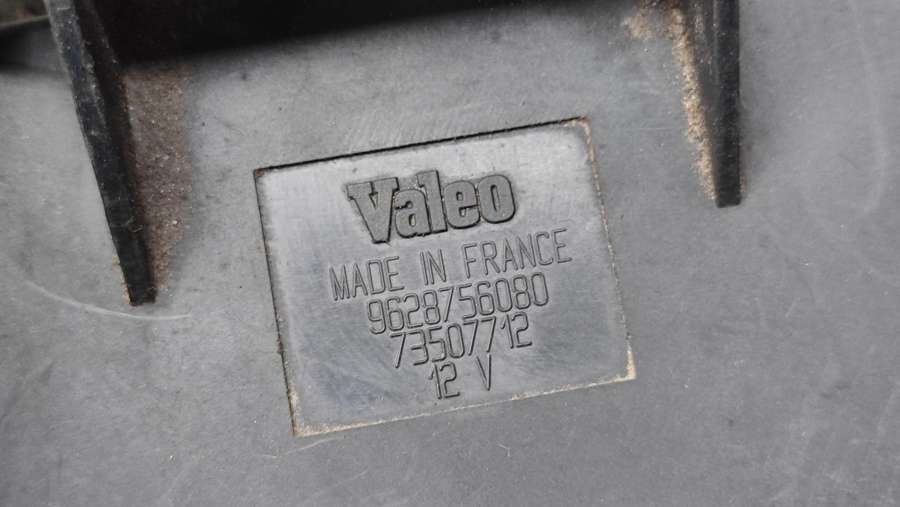 Valeo
MADE IN FRANCE
9628756080
73507712
12 V